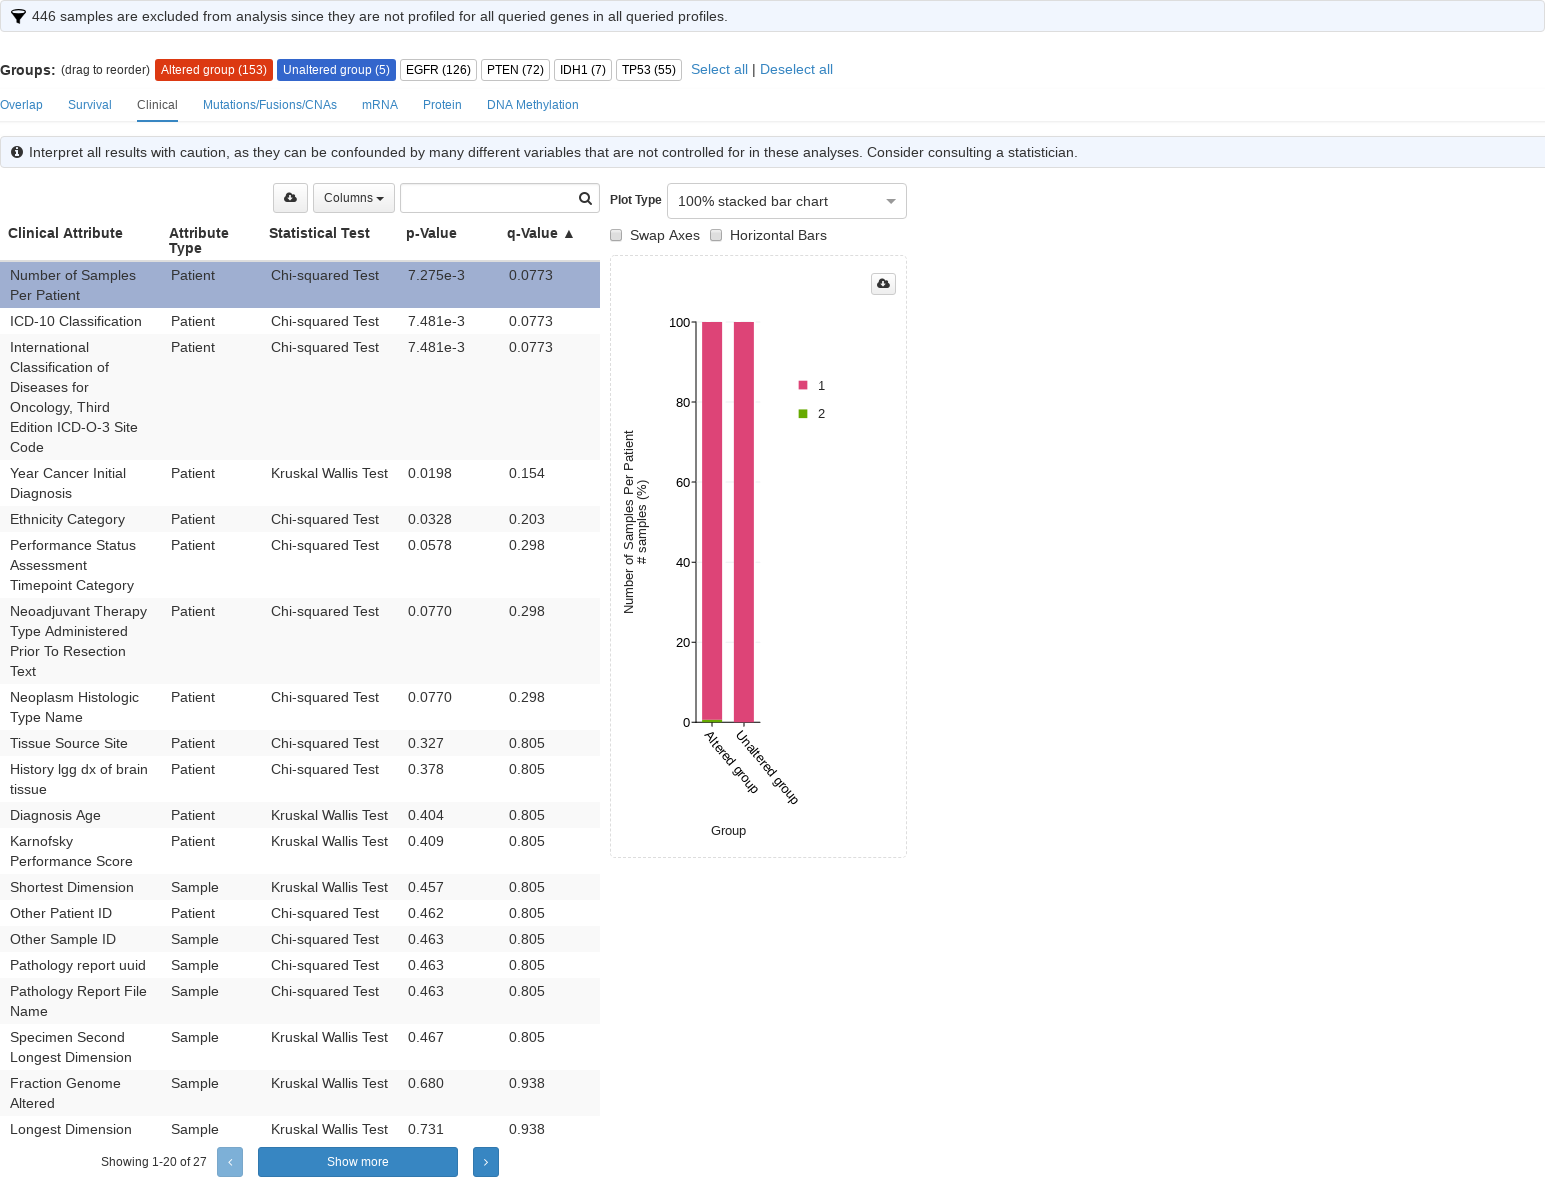 446 samples are excluded from analysis since they are not profiled for all queried genes in all queried profiles.
Groups: (drag to reorder) Altered group (153) Unaltered group (5) EGFR (126) PTEN (72) IDH1 (7) TP53 (55) Select all | Deselect all
Overlap Survival Clinical Mutations/Fusions/CNAs mRNA Protein DNA Methylation
Interpret all results with caution, as they can be confounded by many different variables that are not controlled for in these analyses. Consider consulting a statistician.
Columns
Clinical Attribute Attribute Type Statistical Test p-Value q-Value ▲
Number of Samples Per Patient Patient Chi-squared Test 7.275e-3 0.0773
ICD-10 Classification Patient Chi-squared Test 7.481e-3 0.0773
International Classification of Diseases for Oncology, Third Edition ICD-O-3 Site Code Patient Chi-squared Test 7.481e-3 0.0773
Year Cancer Initial Diagnosis Patient Kruskal Wallis Test 0.0198 0.154
Ethnicity Category Patient Chi-squared Test 0.0328 0.203
Performance Status Assessment Timepoint Category Patient Chi-squared Test 0.0578 0.298
Neoadjuvant Therapy Type Administered Prior To Resection Text Patient Chi-squared Test 0.0770 0.298
Neoplasm Histologic Type Name Patient Chi-squared Test 0.0770 0.298
Tissue Source Site Patient Chi-squared Test 0.327 0.805
History lgg dx of brain tissue Patient Chi-squared Test 0.378 0.805
Diagnosis Age Patient Kruskal Wallis Test 0.404 0.805
Karnofsky Performance Score Patient Kruskal Wallis Test 0.409 0.805
Shortest Dimension Sample Kruskal Wallis Test 0.457 0.805
Other Patient ID Patient Chi-squared Test 0.462 0.805
Other Sample ID Sample Chi-squared Test 0.463 0.805
Pathology report uuid Sample Chi-squared Test 0.463 0.805
Pathology Report File Name Sample Chi-squared Test 0.463 0.805
Specimen Second Longest Dimension Sample Kruskal Wallis Test 0.467 0.805
Fraction Genome Altered Sample Kruskal Wallis Test 0.680 0.938
Longest Dimension Sample Kruskal Wallis Test 0.731 0.938
Showing 1-20 of 27 ‹ Show more ›
Plot Type 100% stacked bar chart
Swap Axes Horizontal Bars
100
80
60
40
20
0
Number of Samples Per Patient
# samples (%)
1
2
Altered group
Unaltered group
Group